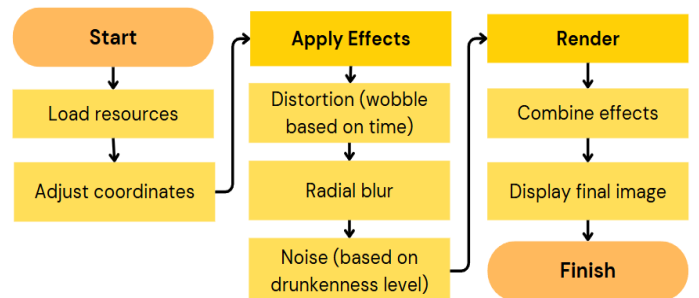 Start
Load resources
Adjust coordinates
Apply Effects
Distortion (wobble
based on time)
Radial blur
Noise (based on
drunkenness level)
Render
Combine effects
Display final image
Finish